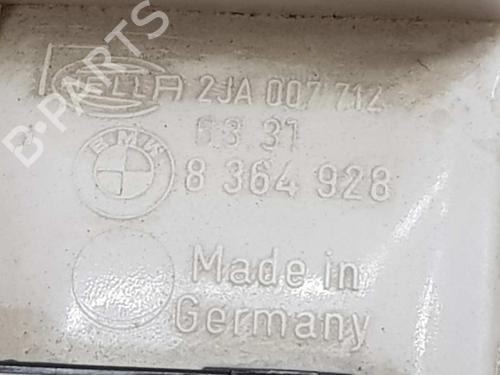 HELLA 2JA 007 712
63.31
BMW 8 364 928
Made in
Germany
B-PARTS